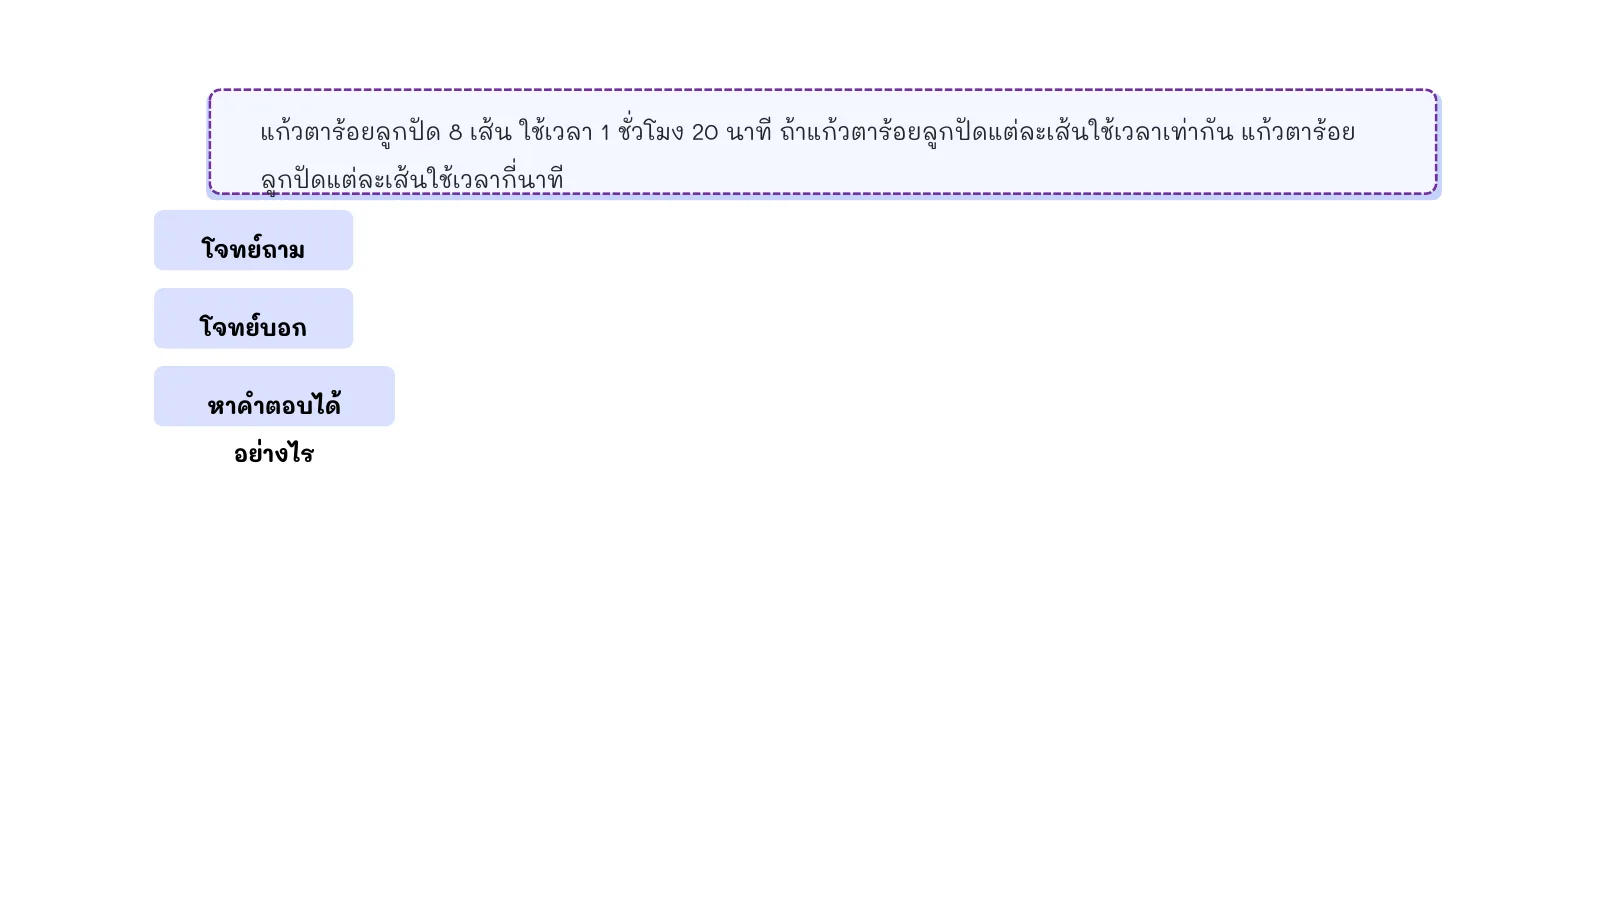 แก้วตาร้อยลูกปัด 8 เส้น ใช้เวลา 1 ชั่วโมง 20 นาที ถ้าแก้วตาร้อยลูกปัดแต่ละเส้นใช้เวลาเท่ากัน แก้วตาร้อย
ลูกปัดแต่ละเส้นใช้เวลากี่นาที
โจทย์ถาม
โจทย์บอก
หาคำตอบได้
อย่างไร